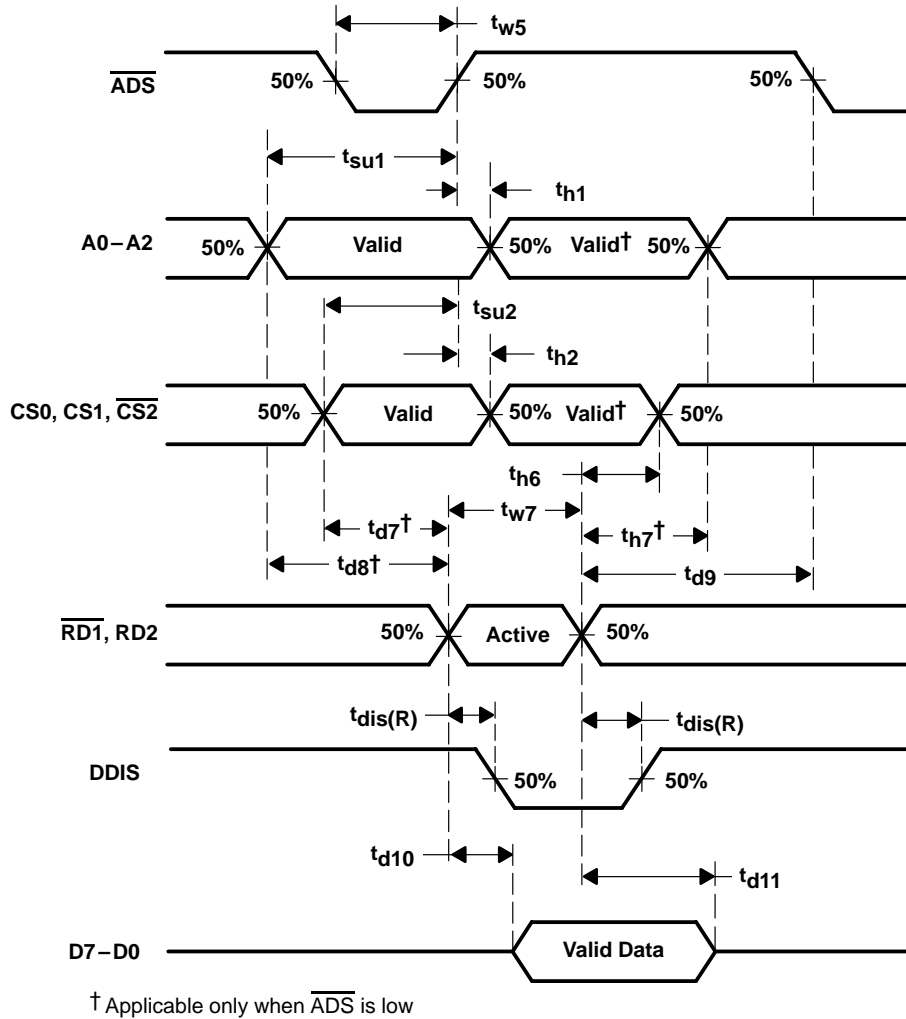 tw5
ADS 50% 50% 50%
tsu1
th1
A0–A2 50% Valid 50% Valid† 50%
tsu2
th2
CS0, CS1, CS2 50% Valid 50% Valid† 50%
th6
tw7
td7† th7†
td8† td9
RD1, RD2 50% Active 50%
tdis(R) tdis(R)
DDIS 50% 50%
td10 td11
D7–D0 Valid Data
† Applicable only when ADS is low